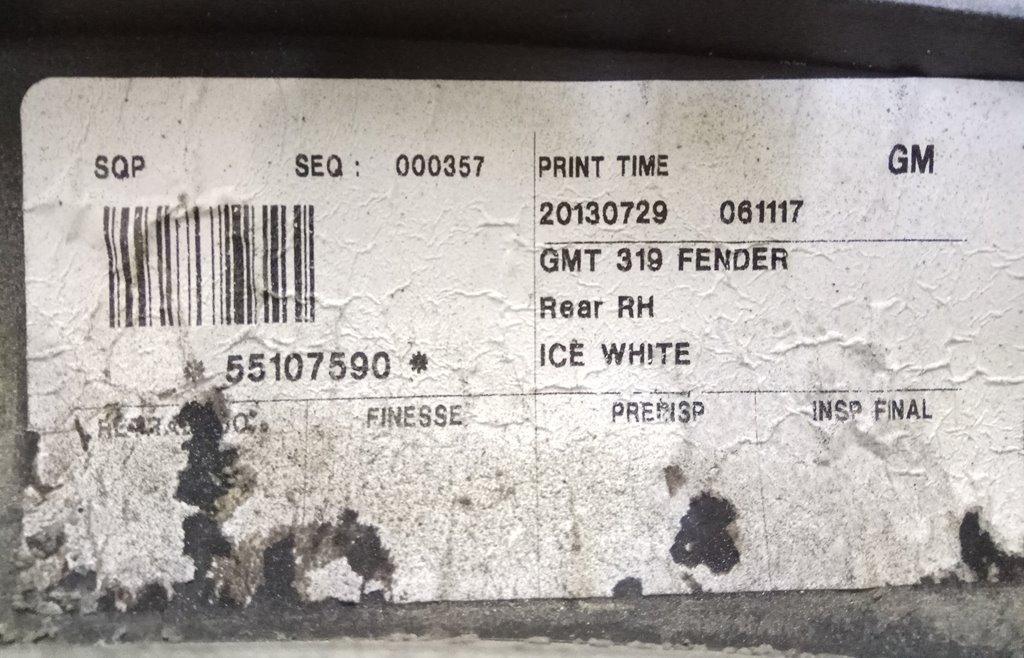 SQP SEQ : 000357
* 55107590 *
PRINT TIME GM
20130729 061117
GMT 319 FENDER
Rear RH
ICE WHITE
FINESSE PREDISP INSP FINAL